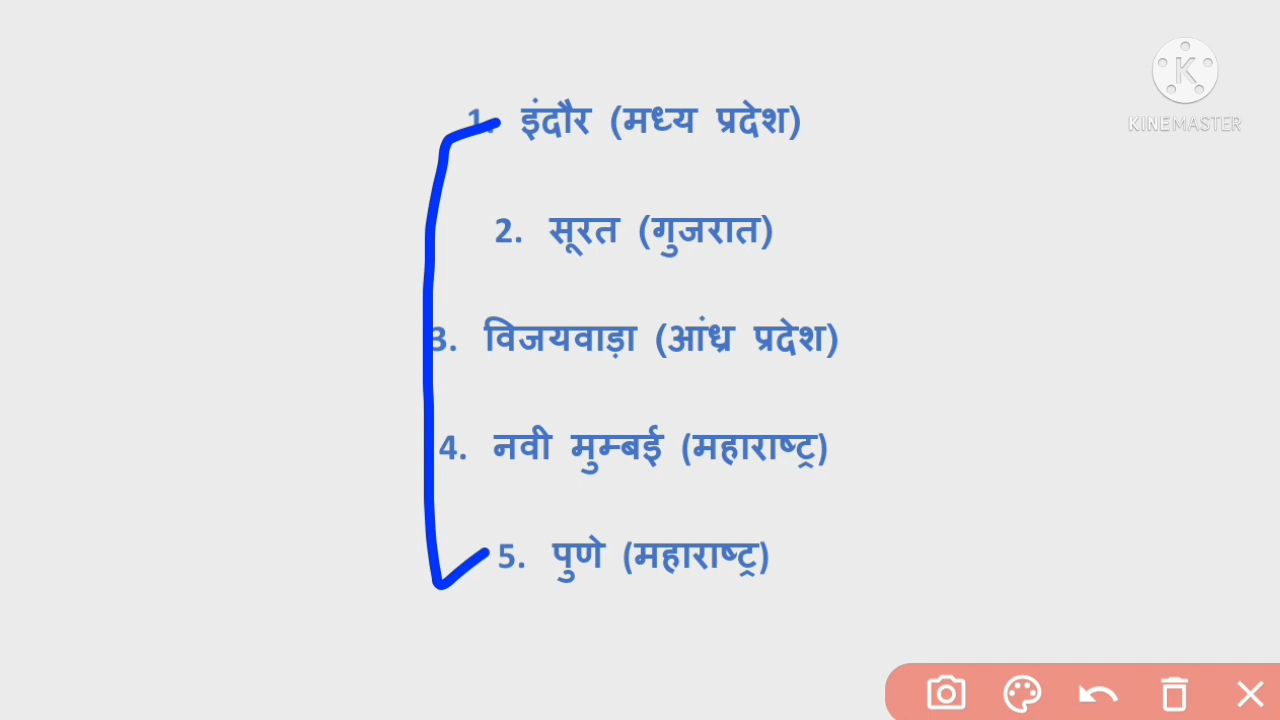 K
KINEMASTER
1. इंदौर (मध्य प्रदेश)
2. सूरत (गुजरात)
3. विजयवाड़ा (आंध्र प्रदेश)
4. नवी मुम्बई (महाराष्ट्र)
5. पुणे (महाराष्ट्र)